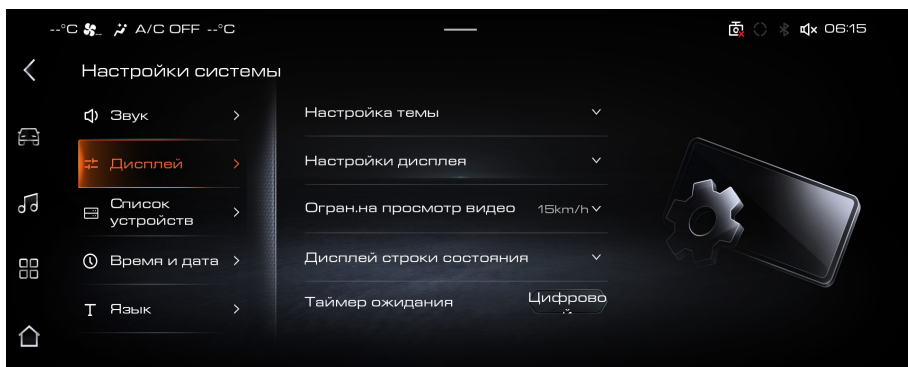 --°C A/C OFF --°C
06:15
Настройки системы
Звук
Дисплей
Список
устройств
Время и дата
Язык
Настройка темы
Настройки дисплея
Огран.на просмотр видео 15km/h
Дисплей строки состояния
Таймер ожидания
Цифрово
й